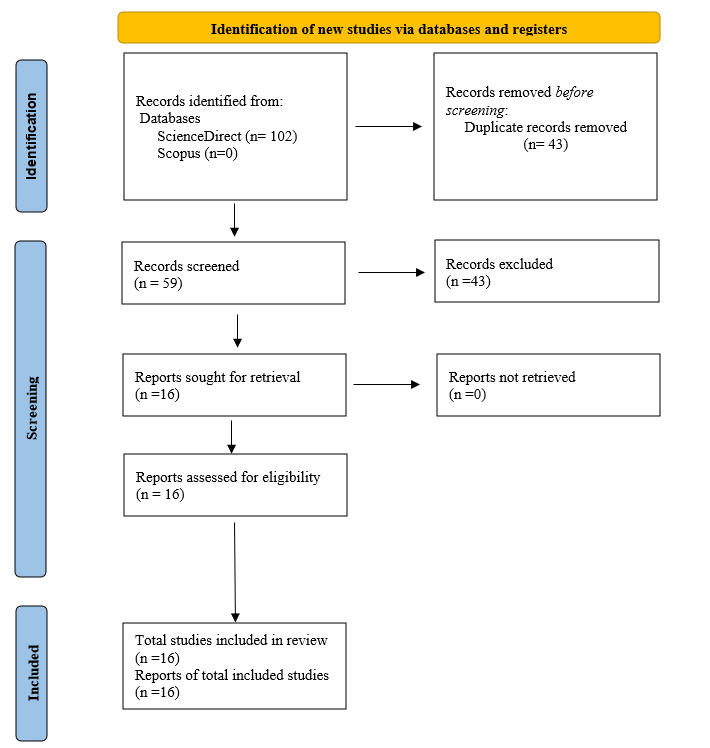 Identification of new studies via databases and registers
Identification
Records identified from:
Databases
ScienceDirect (n= 102)
Scopus (n=0)
Records removed before
screening:
Duplicate records removed
(n= 43)
Screening
Records screened
(n = 59)
Records excluded
(n =43)
Reports sought for retrieval
(n =16)
Reports not retrieved
(n =0)
Reports assessed for eligibility
(n = 16)
Included
Total studies included in review
(n =16)
Reports of total included studies
(n =16)